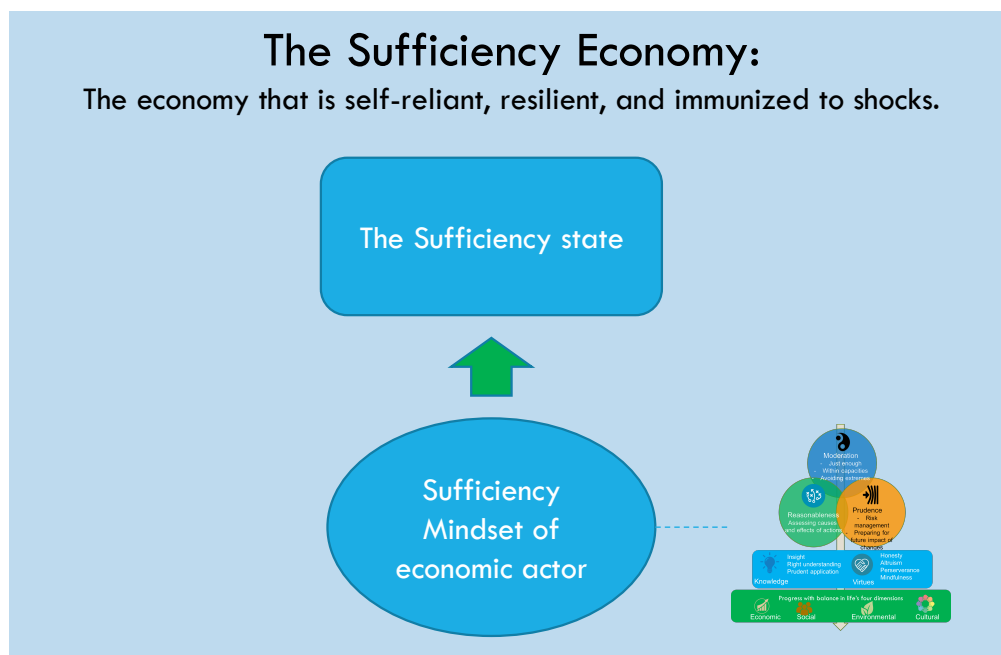 The Sufficiency Economy:
The economy that is self-reliant, resilient, and immunized to shocks.
The Sufficiency state
Sufficiency
Mindset of
economic actor
Moderation
- Just enough
- Within capacities
- Avoiding extremes
Reasonableness
Assessing causes
and effects of actions
Prudence
- Risk
management
- Preparing for
future impact of
changes
Insight
Right understanding
Prudent application
Knowledge
Honesty
Altruism
Perserverance
Mindfulness
Virtues
Progress with balance in life's four dimensions
Economic
Social
Environmental
Cultural